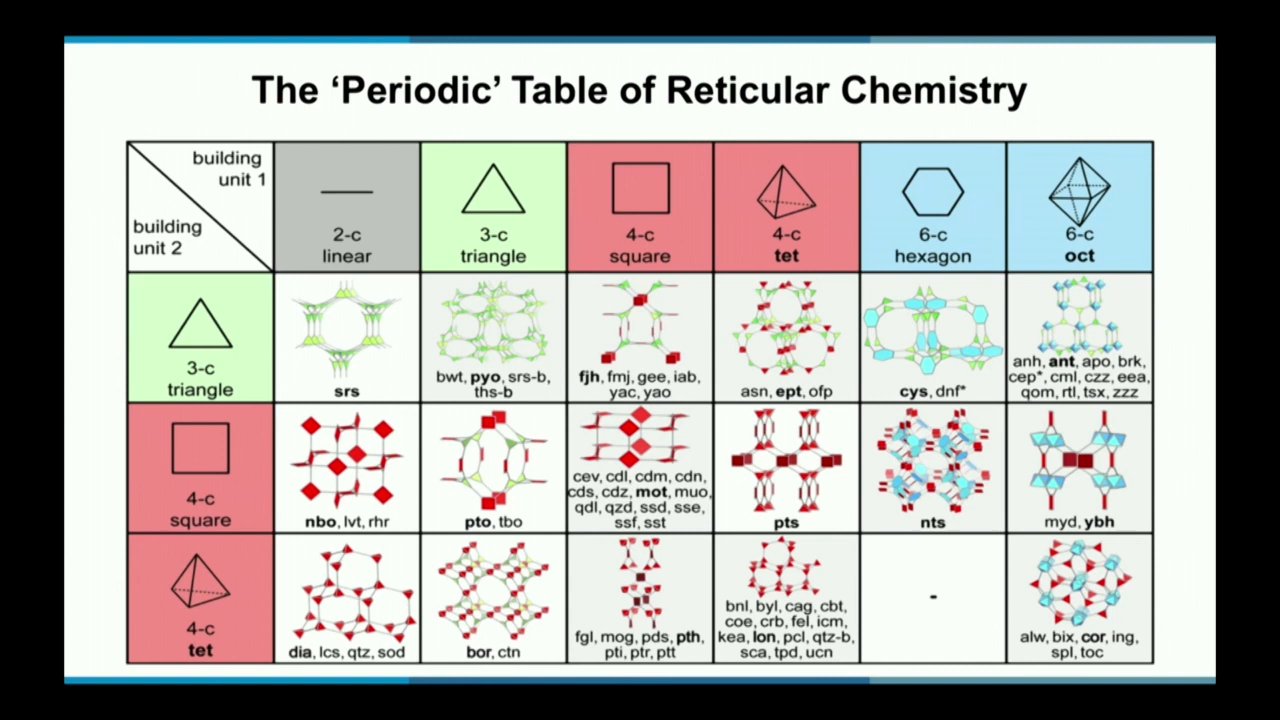 The ‘Periodic’ Table of Reticular Chemistry
building
unit 1
building
unit 2
2-c
linear
3-c
triangle
4-c
square
4-c
tet
6-c
hexagon
6-c
oct
3-c
triangle
srs
bwt, pyo, srs-b,
ths-b
fjh, fmj, gee, iab,
yac, yao
asn, ept, ofp
cys, dnf*
anh, ant, apo, brk,
cep*, cml, czz, eea,
qom, rtl, tsx, zzz
4-c
square
nbo, lvt, rhr
pto, tbo
cev, cdl, cdm, cdn,
cds, cdz, mot, muo,
qdl, qzd, ssd, sse,
ssf, sst
pts
nts
myd, ybh
4-c
tet
dia, lcs, qtz, sod
bor, ctn
fgl, mog, pds, pth,
pti, ptr, ptt
bnl, byl, cag, cbt,
coe, crb, fel, icm,
kea, lon, pcl, qtz-b,
sca, tpd, ucn
-
alw, bix, cor, ing,
spl, toc